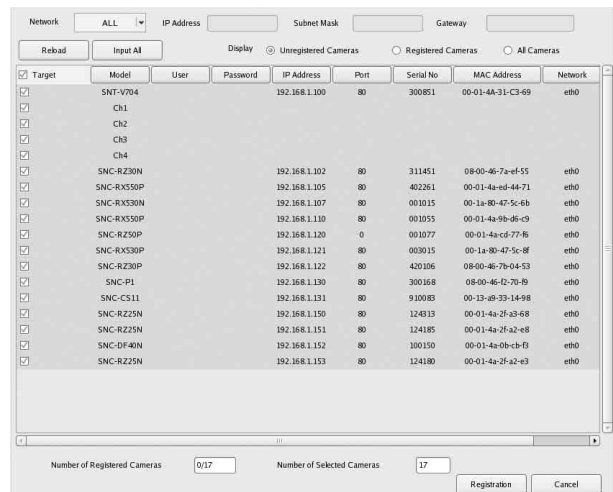 Network ALL IP Address Subnet Mask Gateway
Reload Input All Display Unregistered Cameras Registered Cameras All Cameras
Target Model User Password IP Address Port Serial No MAC Address Network
SNT-V704 192.168.1.100 80 300851 00-01-4A-31-C3-69 eth0
Ch1
Ch2
Ch3
Ch4
SNC-RZ30N 192.168.1.102 80 311451 08-00-46-7a-ef-55 eth0
SNC-RX550P 192.168.1.105 80 402261 00-01-4a-ed-44-71 eth0
SNC-RX530N 192.168.1.107 80 001015 00-1a-80-47-5c-6b eth0
SNC-RX550P 192.168.1.110 80 001055 00-01-4a-9b-d6-c9 eth0
SNC-RZ50P 192.168.1.120 0 001077 00-01-4a-cd-77-f6 eth0
SNC-RX530P 192.168.1.121 80 003015 00-1a-80-47-5c-8f eth0
SNC-RZ30P 192.168.1.122 80 420106 08-00-46-7b-04-53 eth0
SNC-P1 192.168.1.130 80 300168 08-00-46-f2-70-f9 eth0
SNC-CS11 192.168.1.131 80 910083 00-13-a9-33-14-98 eth0
SNC-RZ25N 192.168.1.150 80 124313 00-01-4a-2f-a3-68 eth0
SNC-RZ25N 192.168.1.151 80 124185 00-01-4a-2f-a2-e8 eth0
SNC-DF40N 192.168.1.152 80 100150 00-01-4a-0b-cb-f3 eth0
SNC-RZ25N 192.168.1.153 80 124180 00-01-4a-2f-a2-e3 eth0
Number of Registered Cameras 0/17 Number of Selected Cameras 17
Registration Cancel